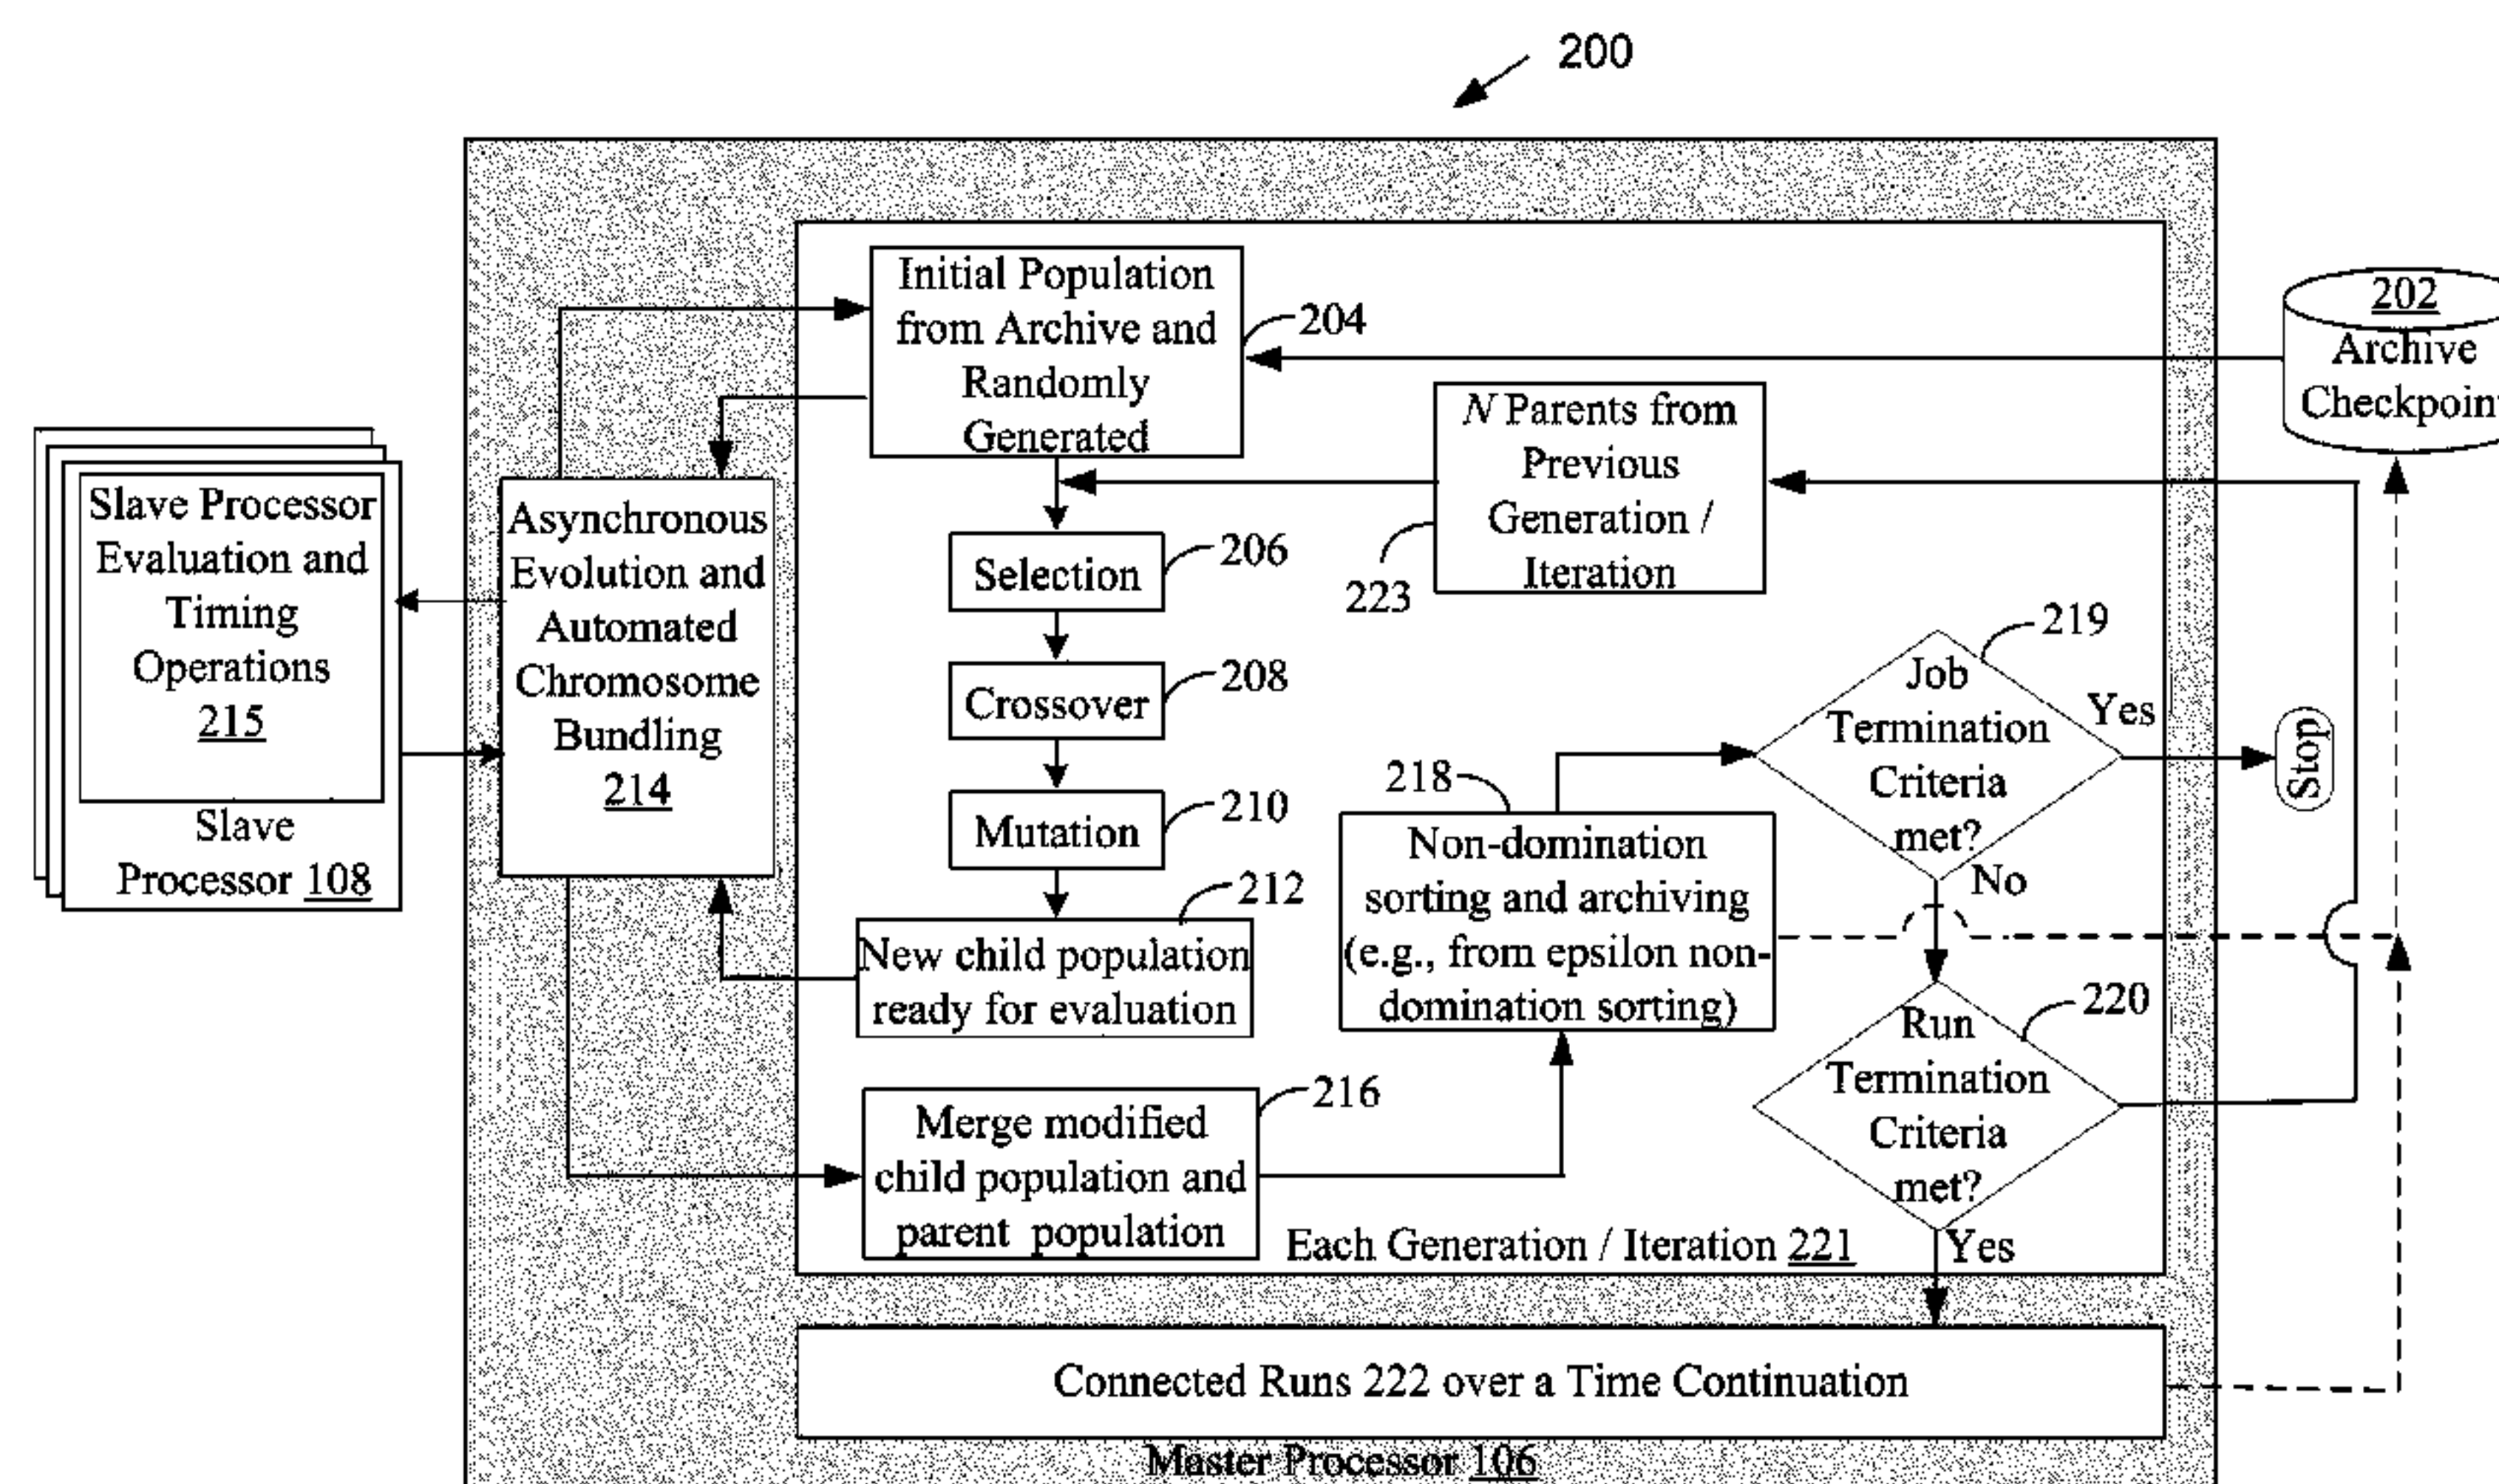 200
Initial Population
from Archive and
Randomly
Generated
204
202
Archive
Checkpoint
N Parents from
Previous
Generation /
Iteration
223
Slave Processor
Evaluation and
Timing
Operations
215
Slave
Processor 108
Asynchronous
Evolution and
Automated
Chromosome
Bundling
214
Selection
206
Crossover
208
Mutation
210
New child population
ready for evaluation
212
Merge modified
child population and
parent population
216
Non-domination
sorting and archiving
(e.g., from epsilon non-
domination sorting)
218
Job
Termination
Criteria
met?
219
Yes
Stop
No
Run
Termination
Criteria
met?
220
Yes
Each Generation / Iteration 221
Connected Runs 222 over a Time Continuation
Master Processor 106